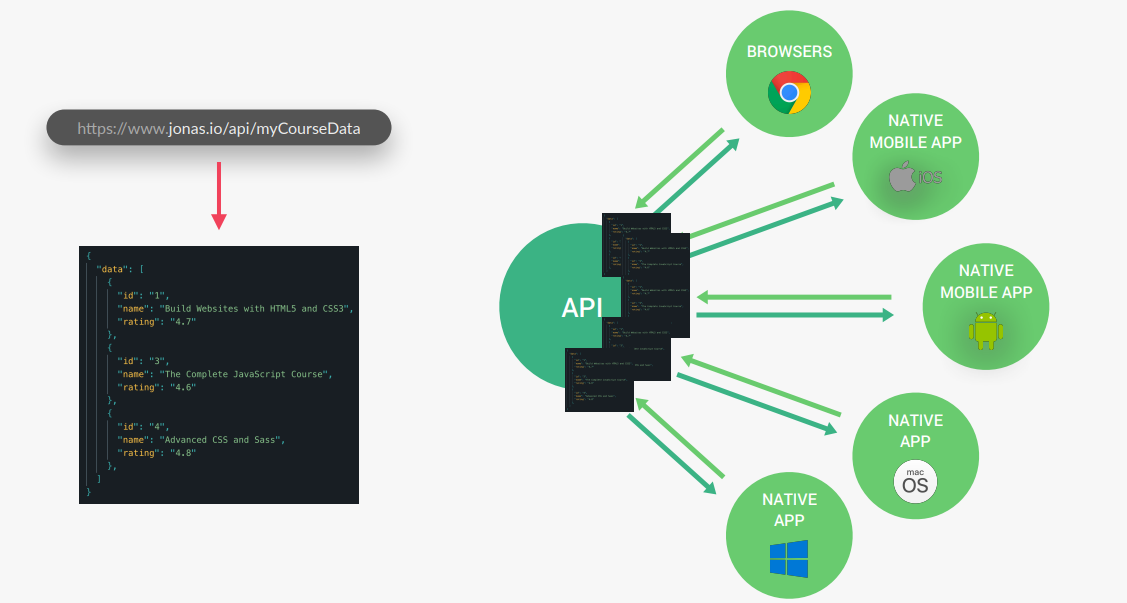 https://www.jonas.io/api/myCourseData
{
"data": [
{
"id": "1",
"name": "Build Websites with HTML5 and CSS3",
"rating": "4.7"
},
{
"id": "3",
"name": "The Complete JavaScript Course",
"rating": "4.6"
},
{
"id": "4",
"name": "Advanced CSS and Sass",
"rating": "4.8"
},
]
}
API
BROWSERS
NATIVE
MOBILE APP
iOS
NATIVE
MOBILE APP
NATIVE
APP
mac
OS
NATIVE
APP